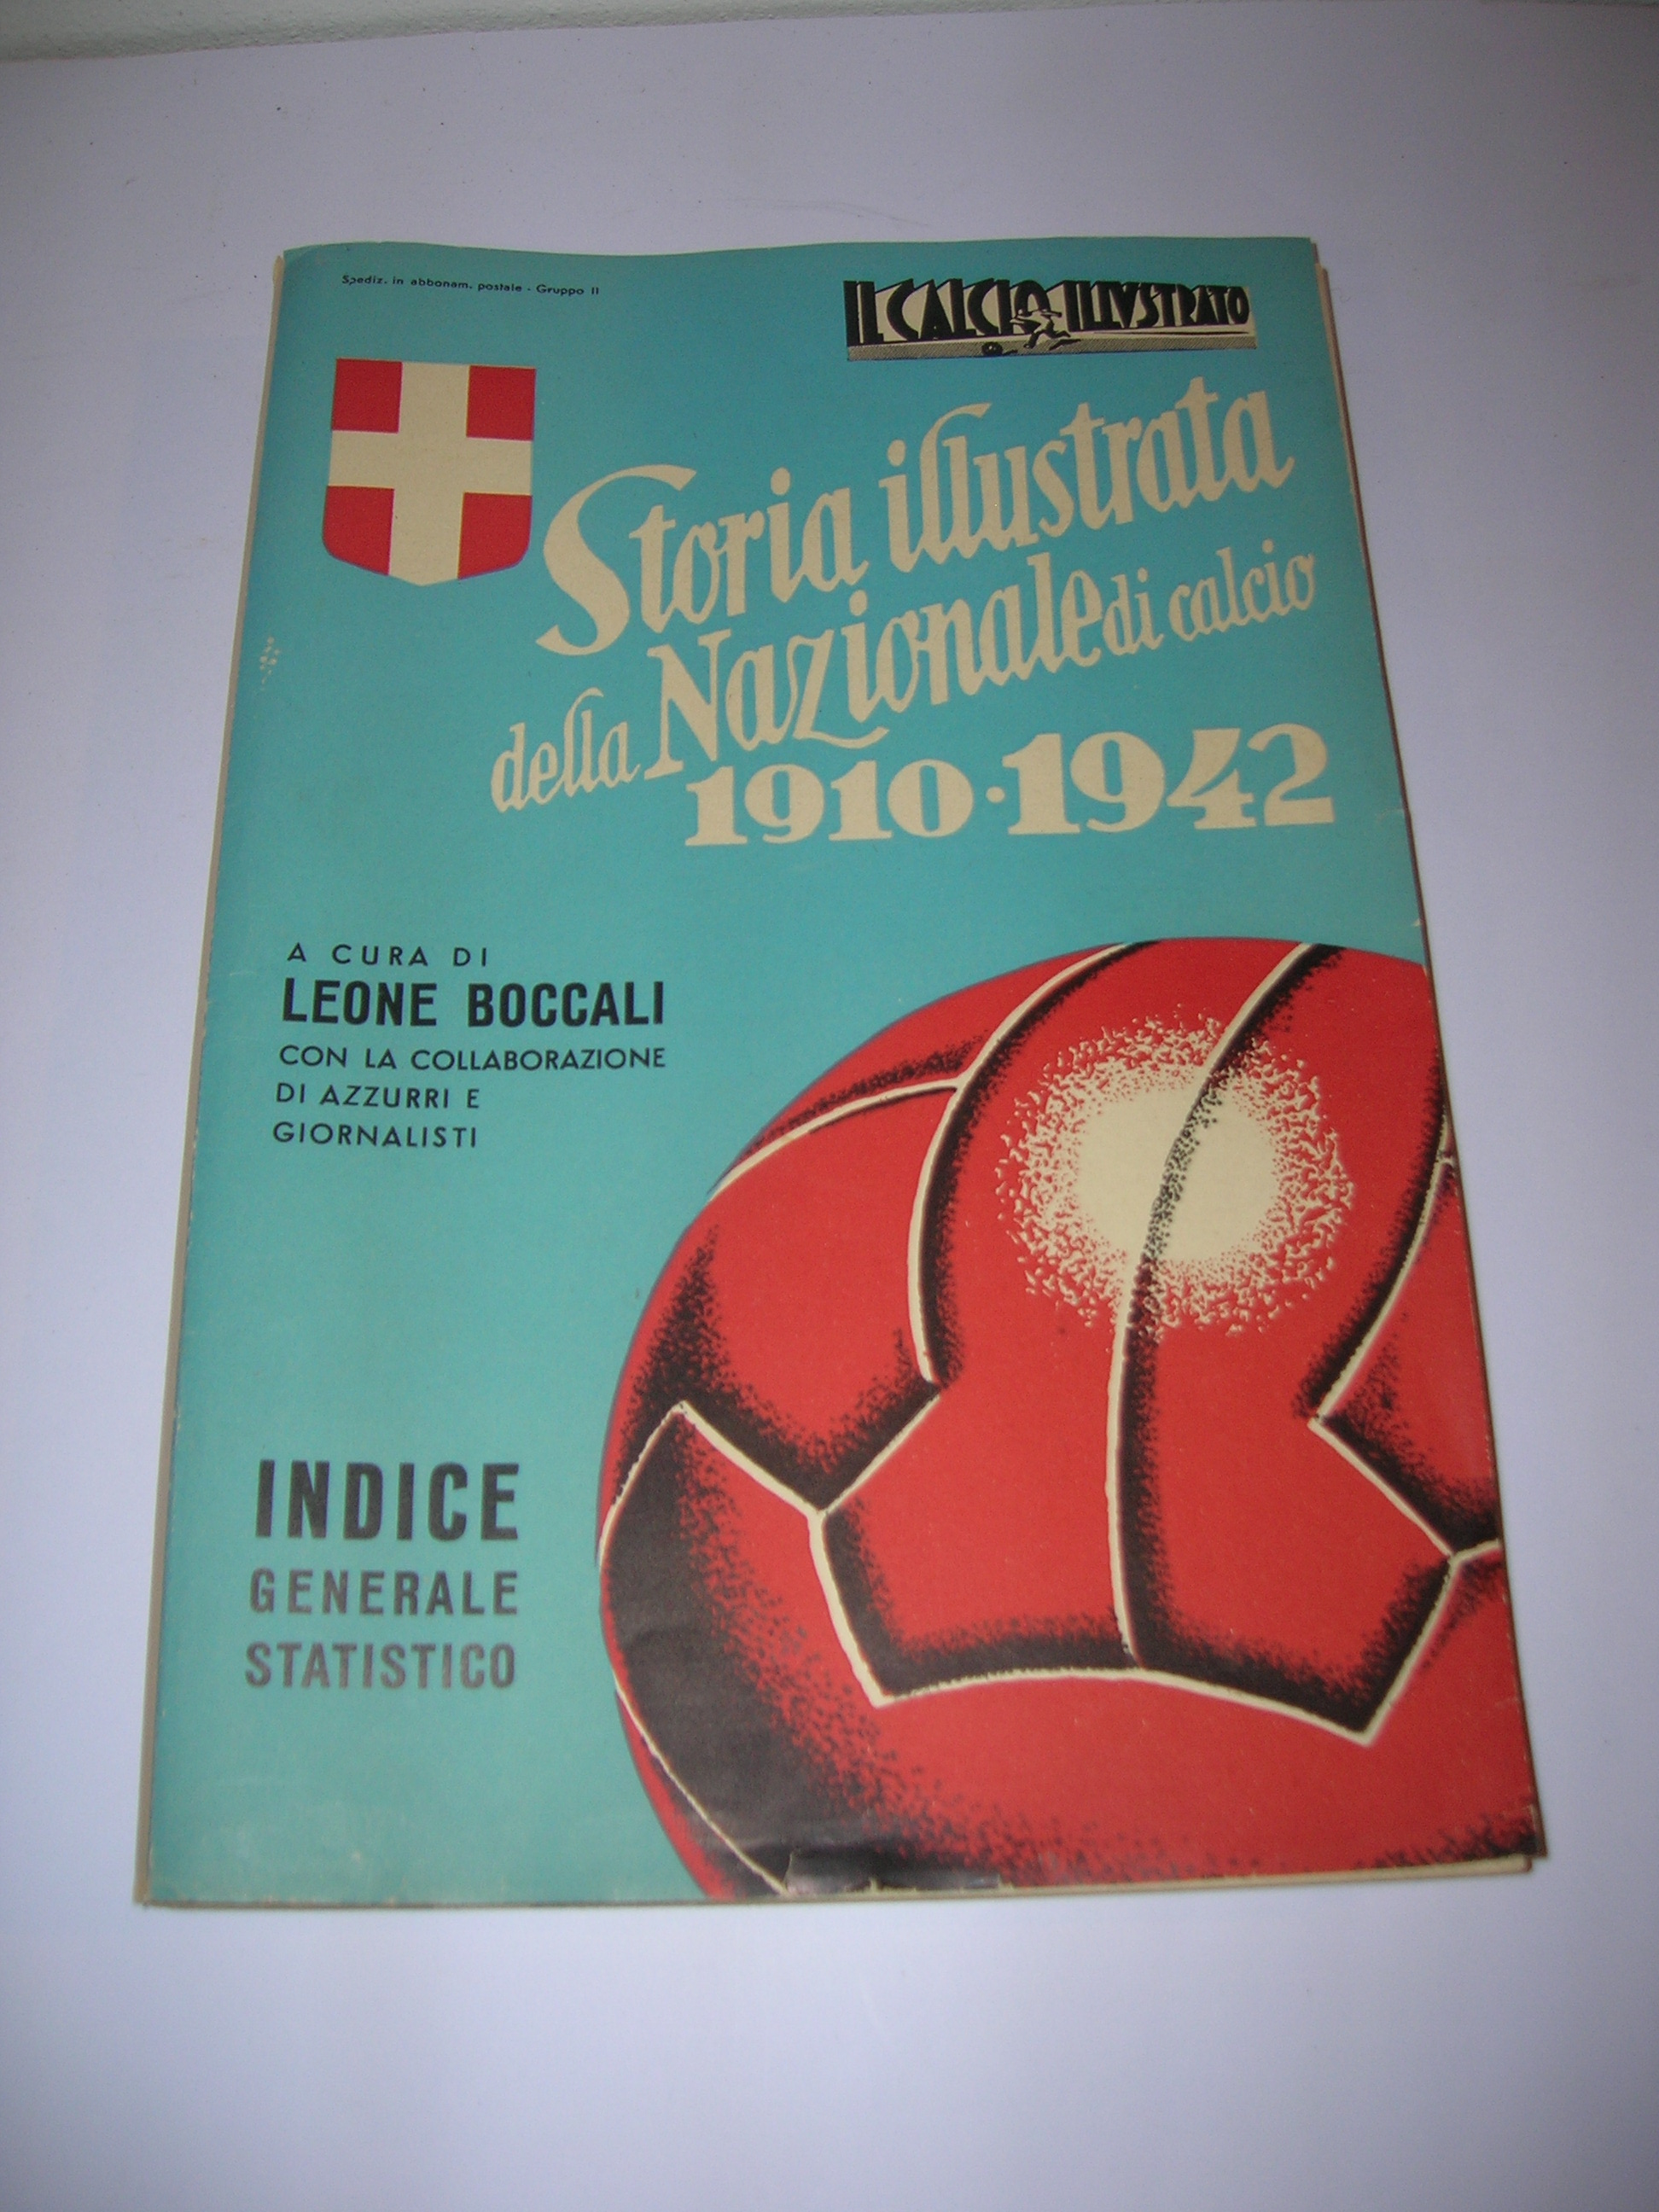 Spediz. in abbonam. postale - Gruppo II
IL CALCIO ILLVSTRATO
Storia illustrata
della Nazionale di calcio
1910·1942
A CURA DI
LEONE BOCCALI
CON LA COLLABORAZIONE
DI AZZURRI E
GIORNALISTI
INDICE
GENERALE
STATISTICO